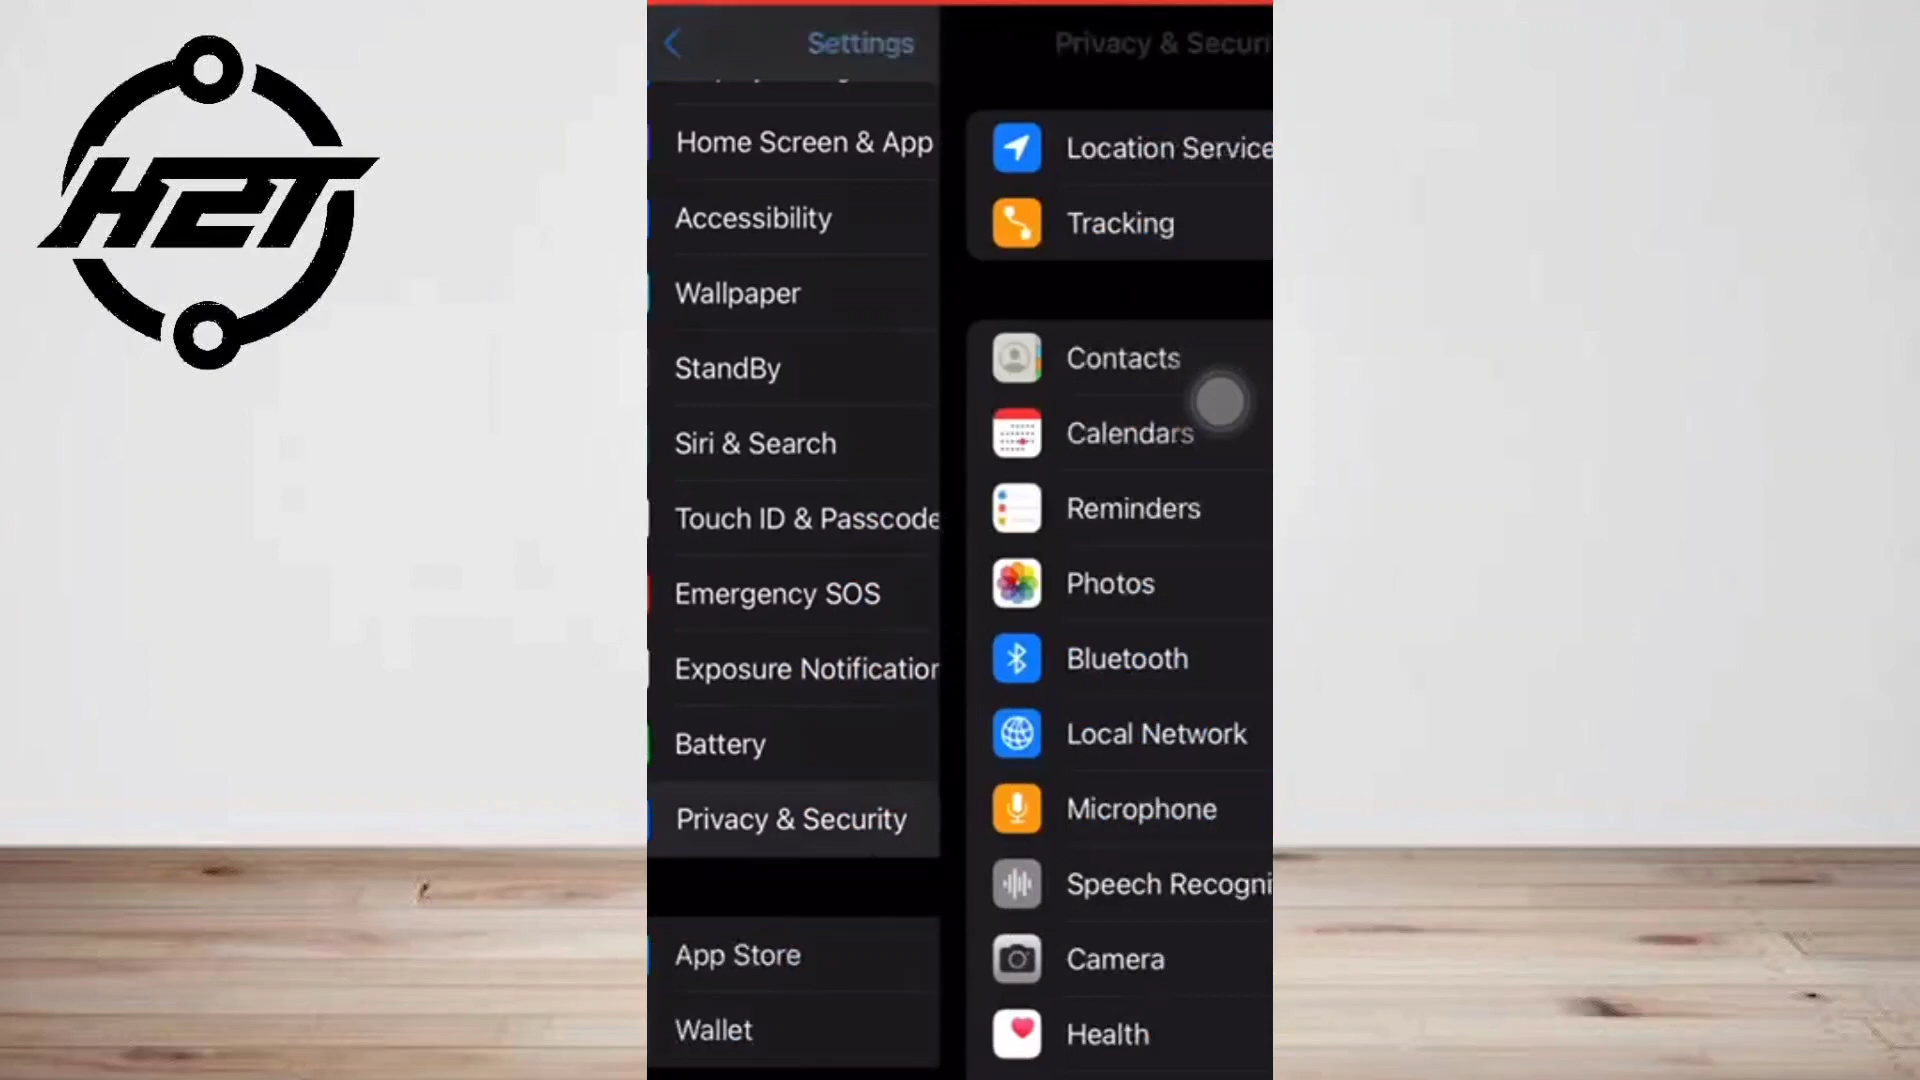 H2T
Settings
Home Screen & App
Accessibility
Wallpaper
StandBy
Siri & Search
Touch ID & Passcode
Emergency SOS
Exposure Notification
Battery
Privacy & Security
App Store
Wallet
Privacy & Securi
Location Service
Tracking
Contacts
Calendars
Reminders
Photos
Bluetooth
Local Network
Microphone
Speech Recogni
Camera
Health